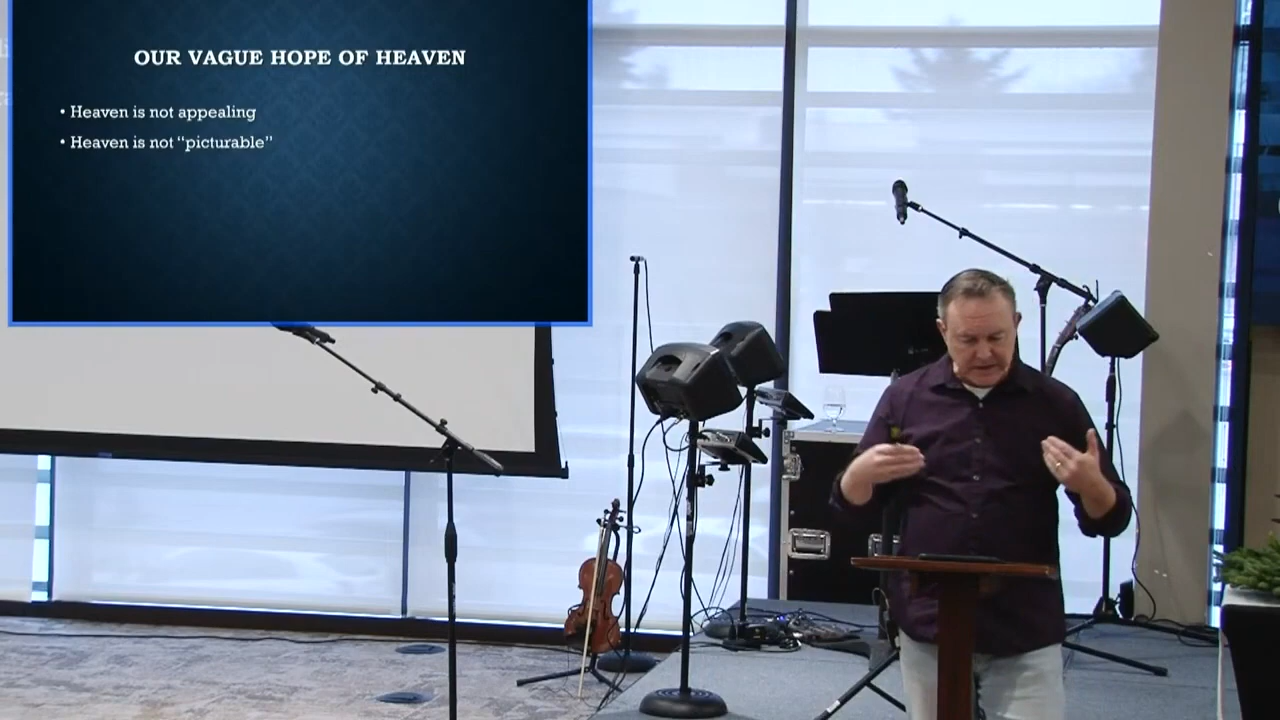 OUR VAGUE HOPE OF HEAVEN
• Heaven is not appealing
• Heaven is not “picturable”